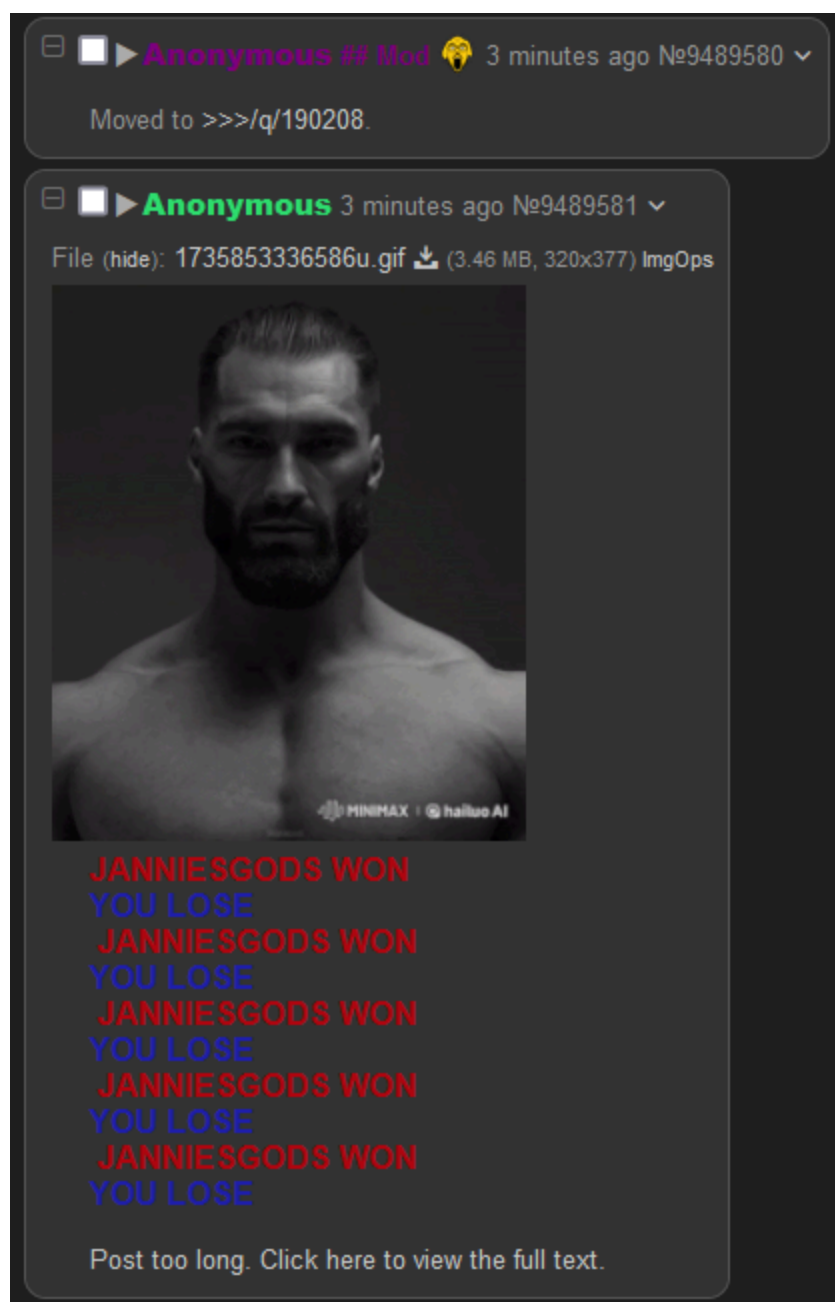 Anonymous ## Mod 3 minutes ago №9489580
Moved to >>>/q/190208.
Anonymous 3 minutes ago №9489581
File (hide): 1735853336586u.gif (3.46 MB, 320x377) ImgOps
MINIMAX | hailuo AI
JANNIESGODS WON
YOU LOSE
JANNIESGODS WON
YOU LOSE
JANNIESGODS WON
YOU LOSE
JANNIESGODS WON
YOU LOSE
JANNIESGODS WON
YOU LOSE
Post too long. Click here to view the full text.